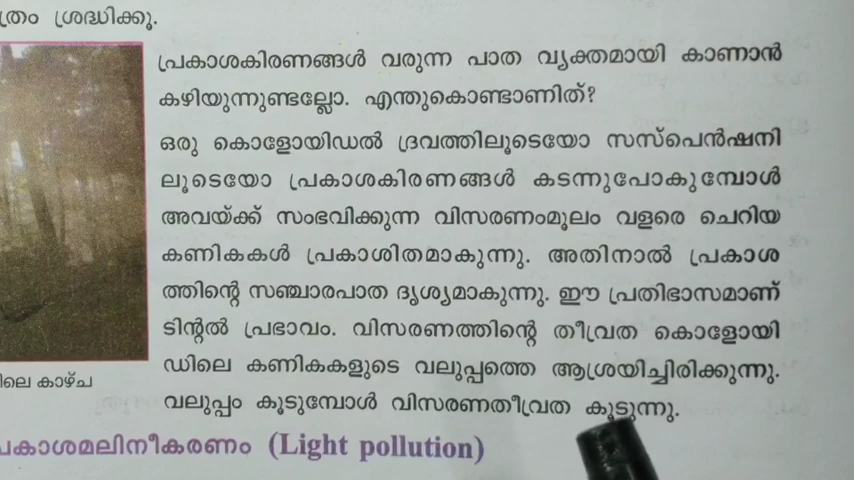 ത്രം ശ്രദ്ധിക്കൂ.
പ്രകാശകിരണങ്ങൾ വരുന്ന പാത വ്യക്തമായി കാണാൻ
കഴിയുന്നുണ്ടല്ലോ. എന്തുകൊണ്ടാണിത്?
ഒരു കൊളോയിഡൽ ദ്രവത്തിലൂടെയോ സസ്പെൻഷനി
ലൂടെയോ പ്രകാശകിരണങ്ങൾ കടന്നുപോകുമ്പോൾ
അവയ്ക്ക് സംഭവിക്കുന്ന വിസരണംമൂലം വളരെ ചെറിയ
കണികകൾ പ്രകാശിതമാകുന്നു. അതിനാൽ പ്രകാശ
ത്തിന്റെ സഞ്ചാരപാത ദൃശ്യമാകുന്നു. ഈ പ്രതിഭാസമാണ്
ടിന്റൽ പ്രഭാവം. വിസരണത്തിന്റെ തീവ്രത കൊളോയി
ഡിലെ കണികകളുടെ വലുപ്പത്തെ ആശ്രയിച്ചിരിക്കുന്നു.
ിലെ കാഴ്ച
വലുപ്പം കൂടുമ്പോൾ വിസരണതീവ്രത കൂടുന്നു.
പ്രകാശമലിനീകരണം (Light pollution)